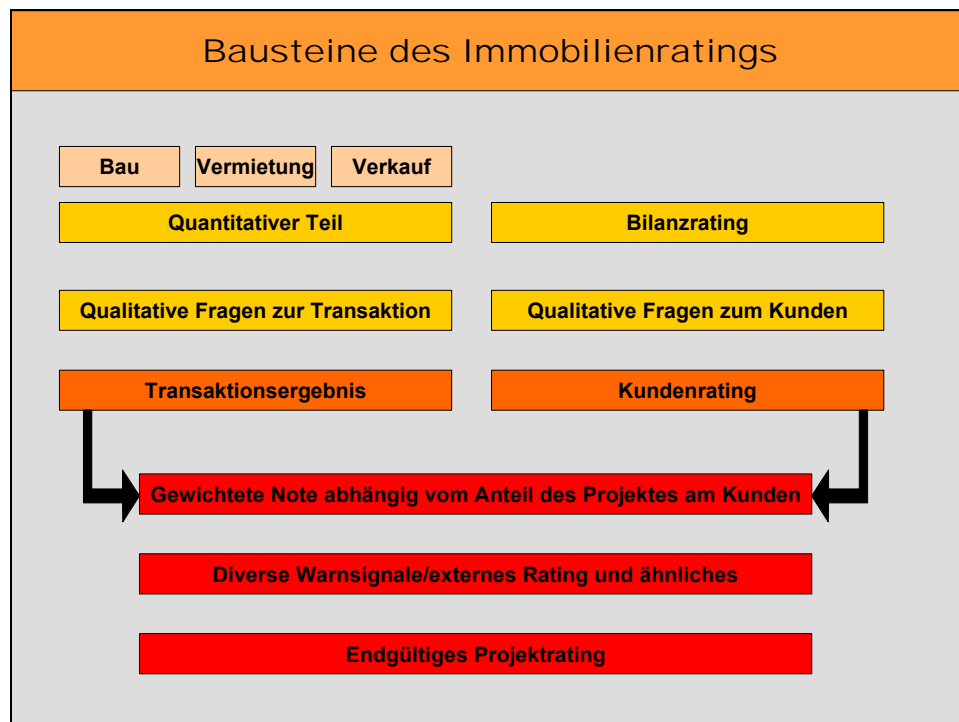 Bausteine des Immobilienratings
Bau
Vermietung
Verkauf
Quantitativer Teil
Bilanzrating
Qualitative Fragen zur Transaktion
Qualitative Fragen zum Kunden
Transaktionsergebnis
Kundenrating
Gewichtete Note abhängig vom Anteil des Projektes am Kunden
Diverse Warnsignale/externes Rating und ähnliches
Endgültiges Projektrating